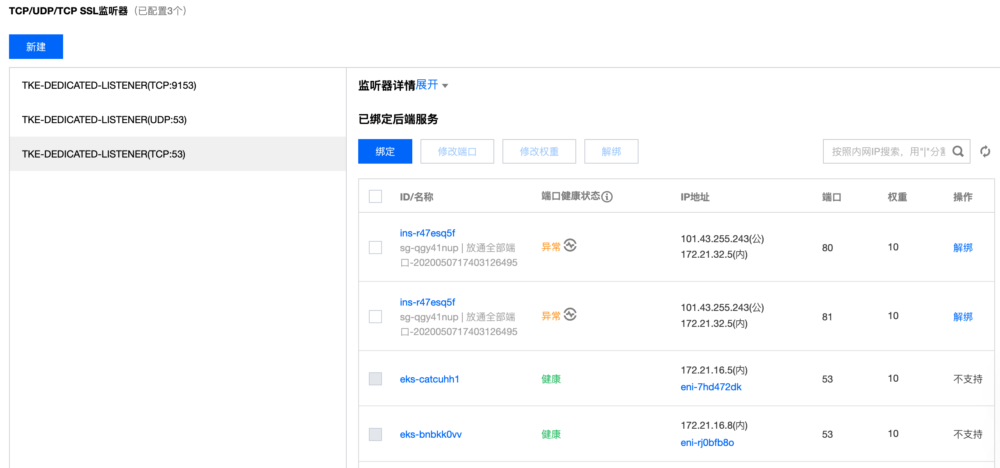 TCP/UDP/TCP SSL监听器（已配置3个）
新建
TKE-DEDICATED-LISTENER(TCP:9153)
TKE-DEDICATED-LISTENER(UDP:53)
TKE-DEDICATED-LISTENER(TCP:53)
监听器详情展开
已绑定后端服务
绑定 修改端口 修改权重 解绑 按照内网IP搜索，用"|"分割
ID/名称 端口健康状态 IP地址 端口 权重 操作
ins-r47esq5f
sg-qgy41nup | 放通全部端
口-2020050717403126495
异常
101.43.255.243(公)
172.21.32.5(内)
80 10 解绑
ins-r47esq5f
sg-qgy41nup | 放通全部端
口-2020050717403126495
异常
101.43.255.243(公)
172.21.32.5(内)
81 10 解绑
eks-catcuhh1
健康
172.21.16.5(内)
eni-7hd472dk
53 10 不支持
eks-bnbkk0vv
健康
172.21.16.8(内)
eni-rj0bfb8o
53 10 不支持